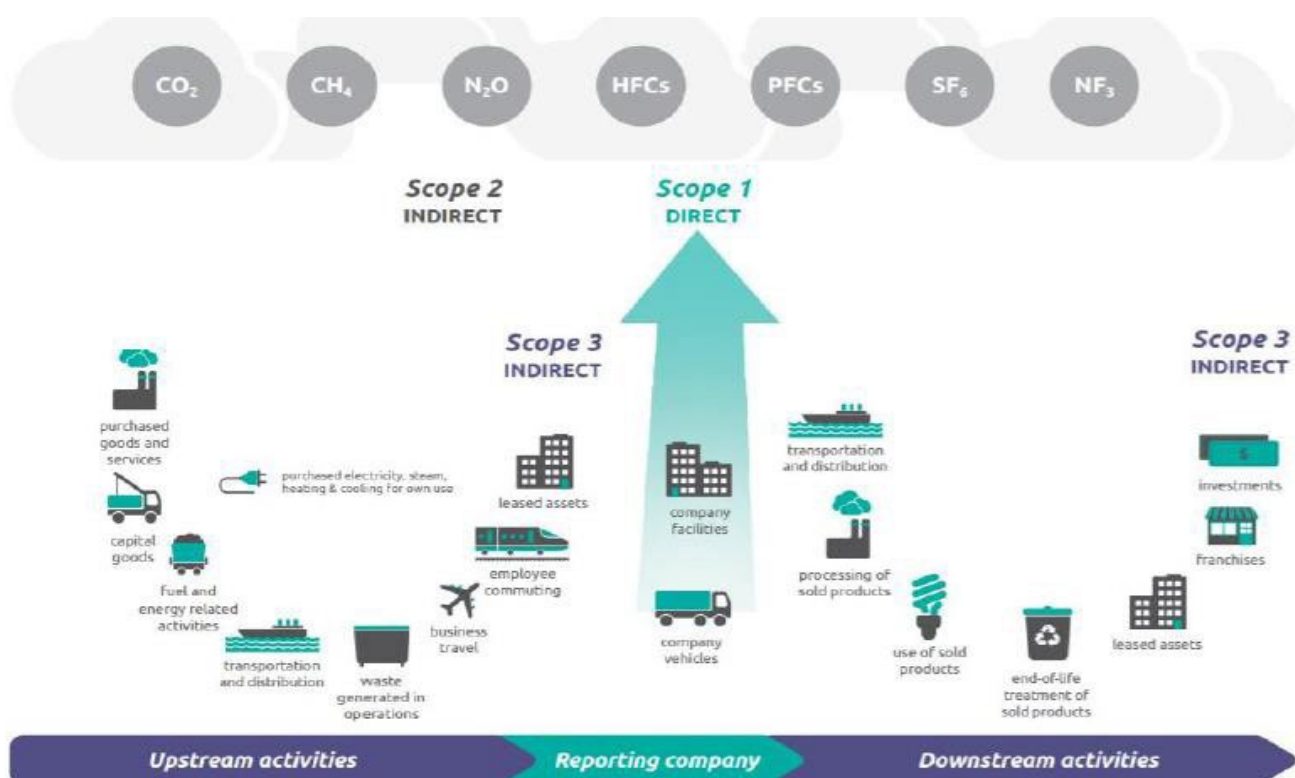 CO₂ CH₄ N₂O HFCs PFCs SF₆ NF₃
Scope 2
INDIRECT
Scope 1
DIRECT
Scope 3
INDIRECT
Scope 3
INDIRECT
purchased
goods and
services
capital
goods
fuel and
energy related
activities
purchased electricity, steam,
heating & cooling for own use
transportation
and distribution
waste
generated in
operations
business
travel
employee
commuting
leased assets
company
facilities
company
vehicles
transportation
and distribution
processing of
sold products
use of sold
products
end-of-life
treatment of
sold products
leased assets
franchises
$
investments
Upstream activities
Reporting company
Downstream activities